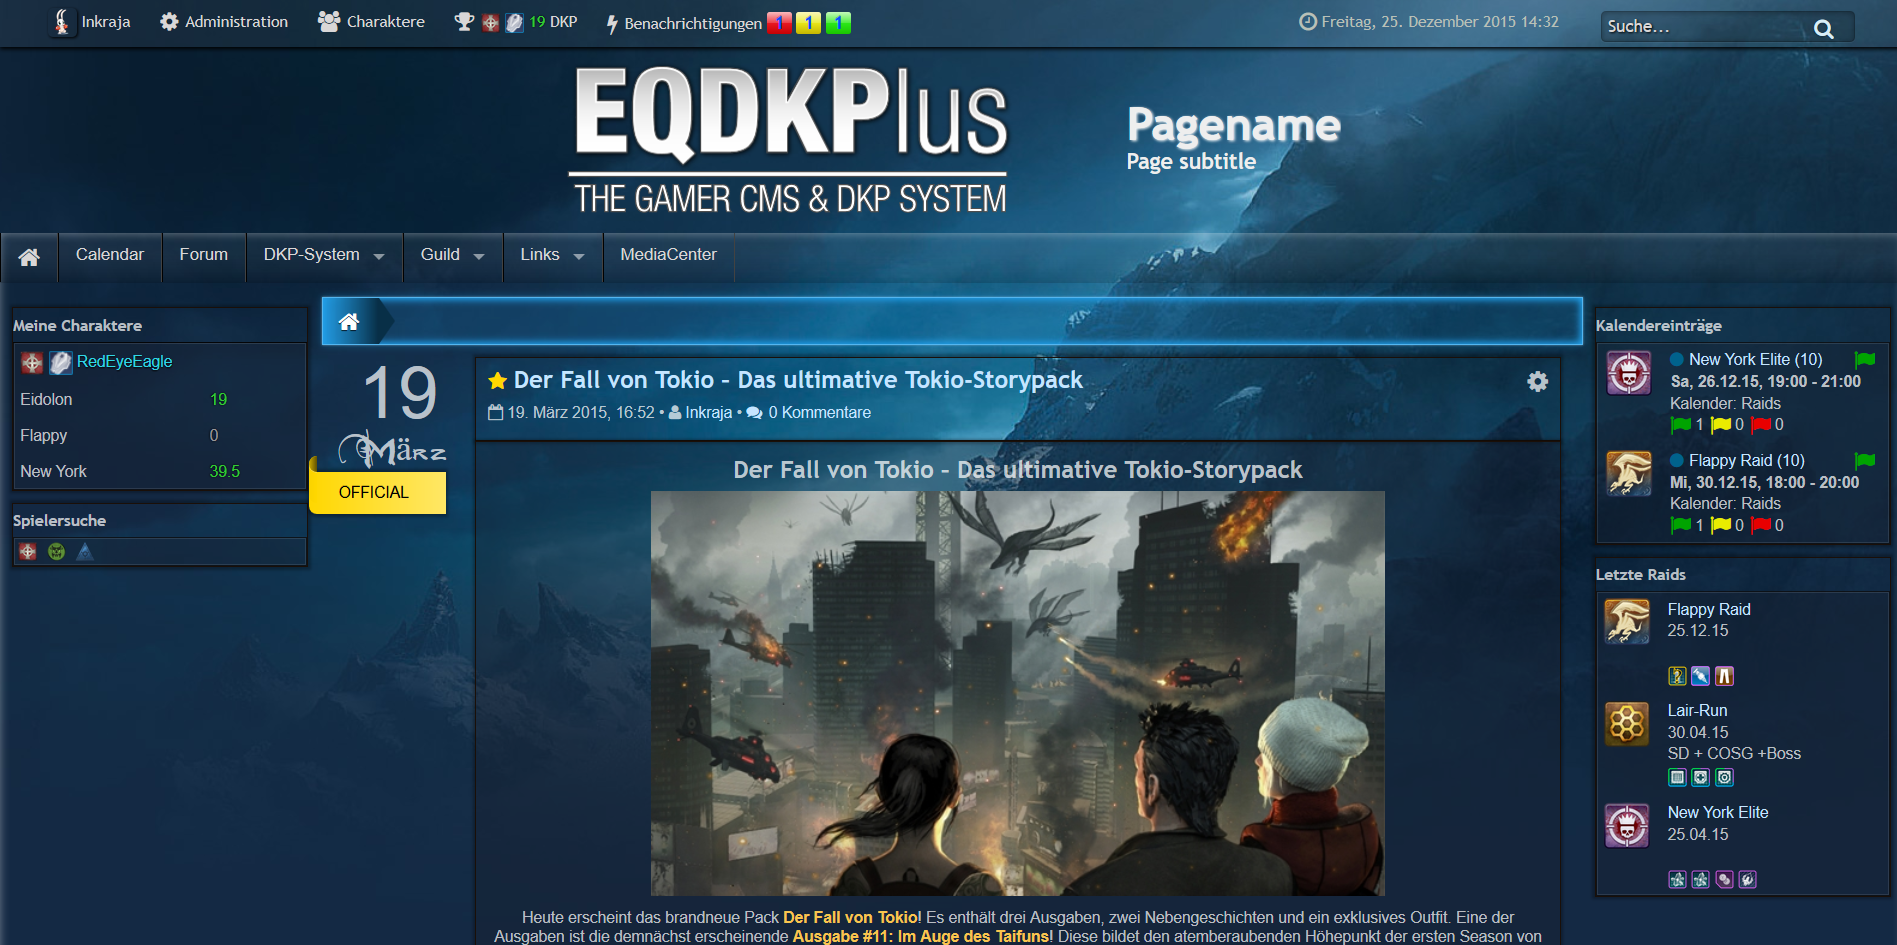 Inkraja Administration Charaktere 19 DKP Benachrichtigungen 1 1 1 Freitag, 25. Dezember 2015 14:32 Suche...
EQDKPlus
THE GAMER CMS & DKP SYSTEM
Pagename
Page subtitle
Calendar Forum DKP-System Guild Links MediaCenter
Meine Charaktere
RedEyeEagle
Eidolon 19
Flappy 0
New York 39.5
Spielersuche
19
März
OFFICIAL
Der Fall von Tokio - Das ultimative Tokio-Storypack
19. März 2015, 16:52 • Inkraja • 0 Kommentare
Der Fall von Tokio - Das ultimative Tokio-Storypack
Heute erscheint das brandneue Pack Der Fall von Tokio! Es enthält drei Ausgaben, zwei Nebengeschichten und ein exklusives Outfit. Eine der
Ausgaben ist die demnächst erscheinende Ausgabe #11: Im Auge des Taifuns! Diese bildet den atemberaubenden Höhepunkt der ersten Season von
Kalendereinträge
New York Elite (10)
Sa, 26.12.15, 19:00 - 21:00
Kalender: Raids
1 0 0
Flappy Raid (10)
Mi, 30.12.15, 18:00 - 20:00
Kalender: Raids
1 0 0
Letzte Raids
Flappy Raid
25.12.15
Lair-Run
30.04.15
SD + COSG +Boss
New York Elite
25.04.15